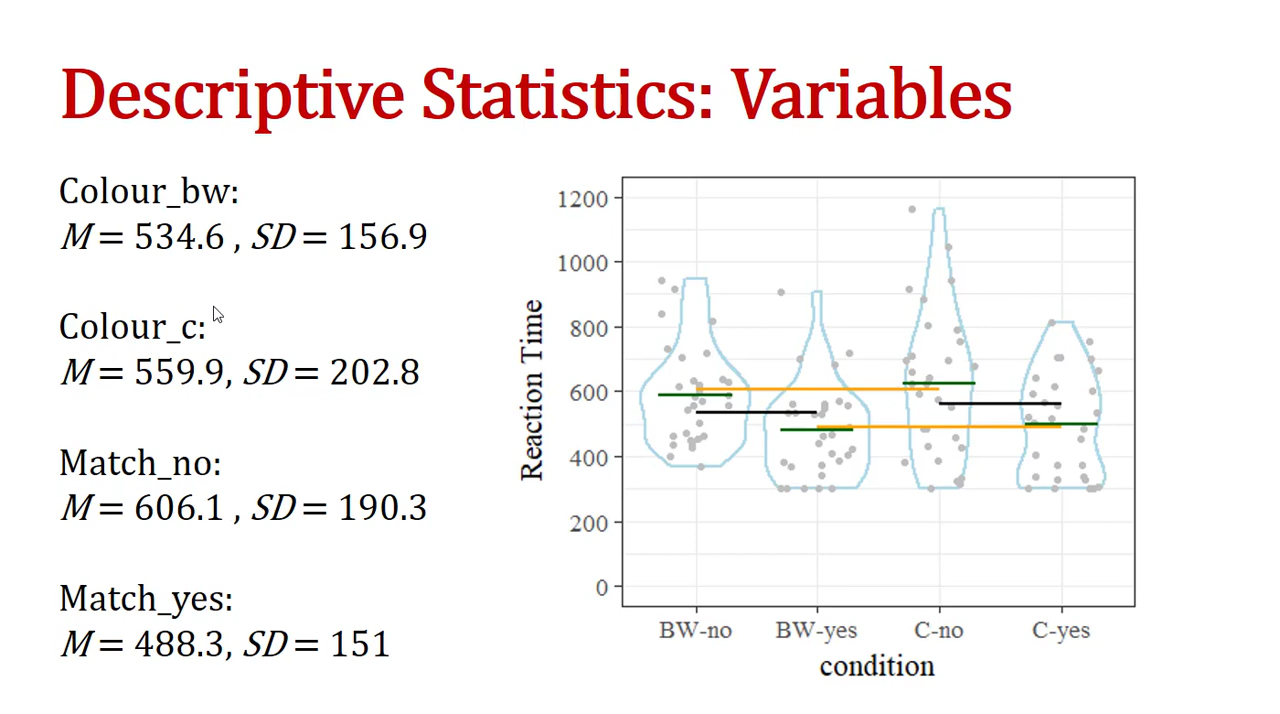 Descriptive Statistics: Variables
Colour_bw:
M = 534.6 , SD = 156.9
Colour_c:
M = 559.9, SD = 202.8
Match_no:
M = 606.1 , SD = 190.3
Match_yes:
M = 488.3, SD = 151
Reaction Time
1200
1000
800
600
400
200
0
BW-no BW-yes C-no C-yes
condition